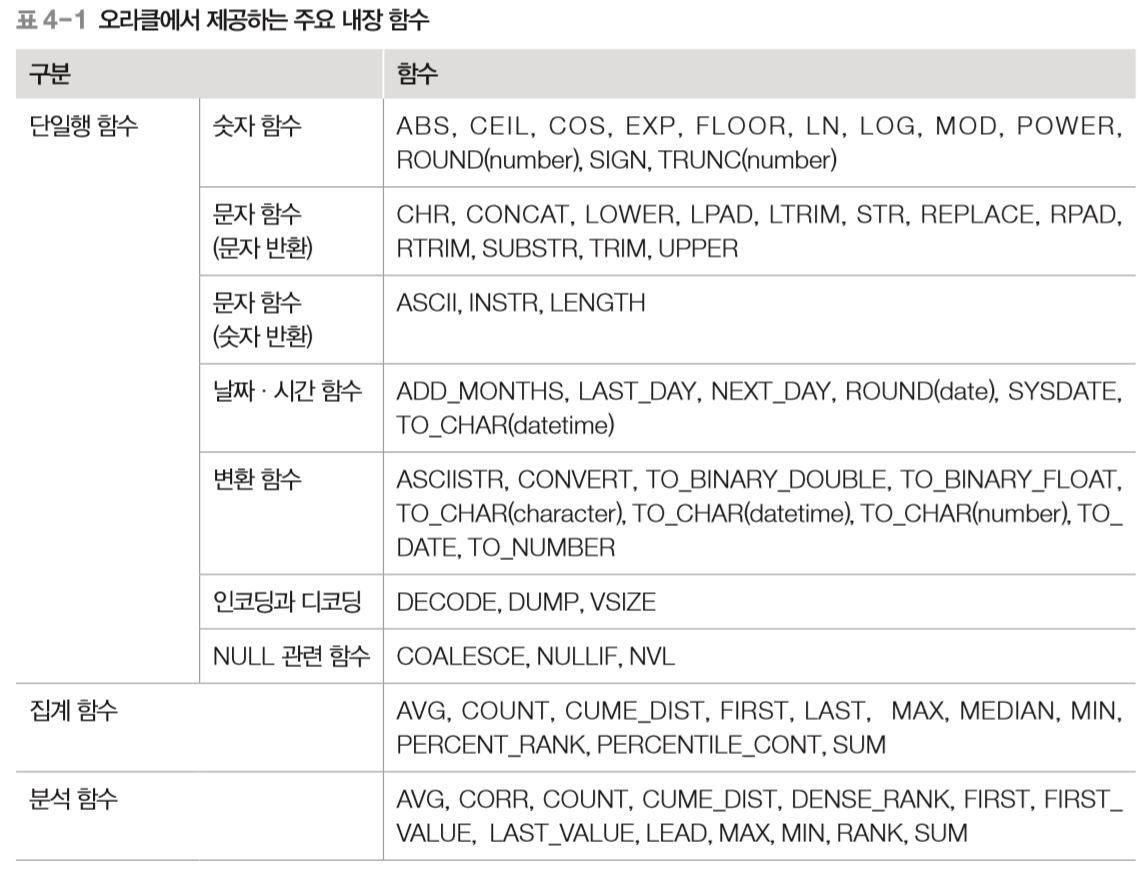 표 4-1 오라클에서 제공하는 주요 내장 함수
구분 함수
단일행 함수 숫자 함수 ABS, CEIL, COS, EXP, FLOOR, LN, LOG, MOD, POWER,
ROUND(number), SIGN, TRUNC(number)
문자 함수 CHR, CONCAT, LOWER, LPAD, LTRIM, STR, REPLACE, RPAD,
(문자 반환) RTRIM, SUBSTR, TRIM, UPPER
문자 함수 ASCII, INSTR, LENGTH
(숫자 반환)
날짜 · 시간 함수 ADD_MONTHS, LAST_DAY, NEXT_DAY, ROUND(date), SYSDATE,
TO_CHAR(datetime)
변환 함수 ASCIISTR, CONVERT, TO_BINARY_DOUBLE, TO_BINARY_FLOAT,
TO_CHAR(character), TO_CHAR(datetime), TO_CHAR(number), TO_
DATE, TO_NUMBER
인코딩과 디코딩 DECODE, DUMP, VSIZE
NULL 관련 함수 COALESCE, NULLIF, NVL
집계 함수 AVG, COUNT, CUME_DIST, FIRST, LAST, MAX, MEDIAN, MIN,
PERCENT_RANK, PERCENTILE_CONT, SUM
분석 함수 AVG, CORR, COUNT, CUME_DIST, DENSE_RANK, FIRST, FIRST_
VALUE, LAST_VALUE, LEAD, MAX, MIN, RANK, SUM